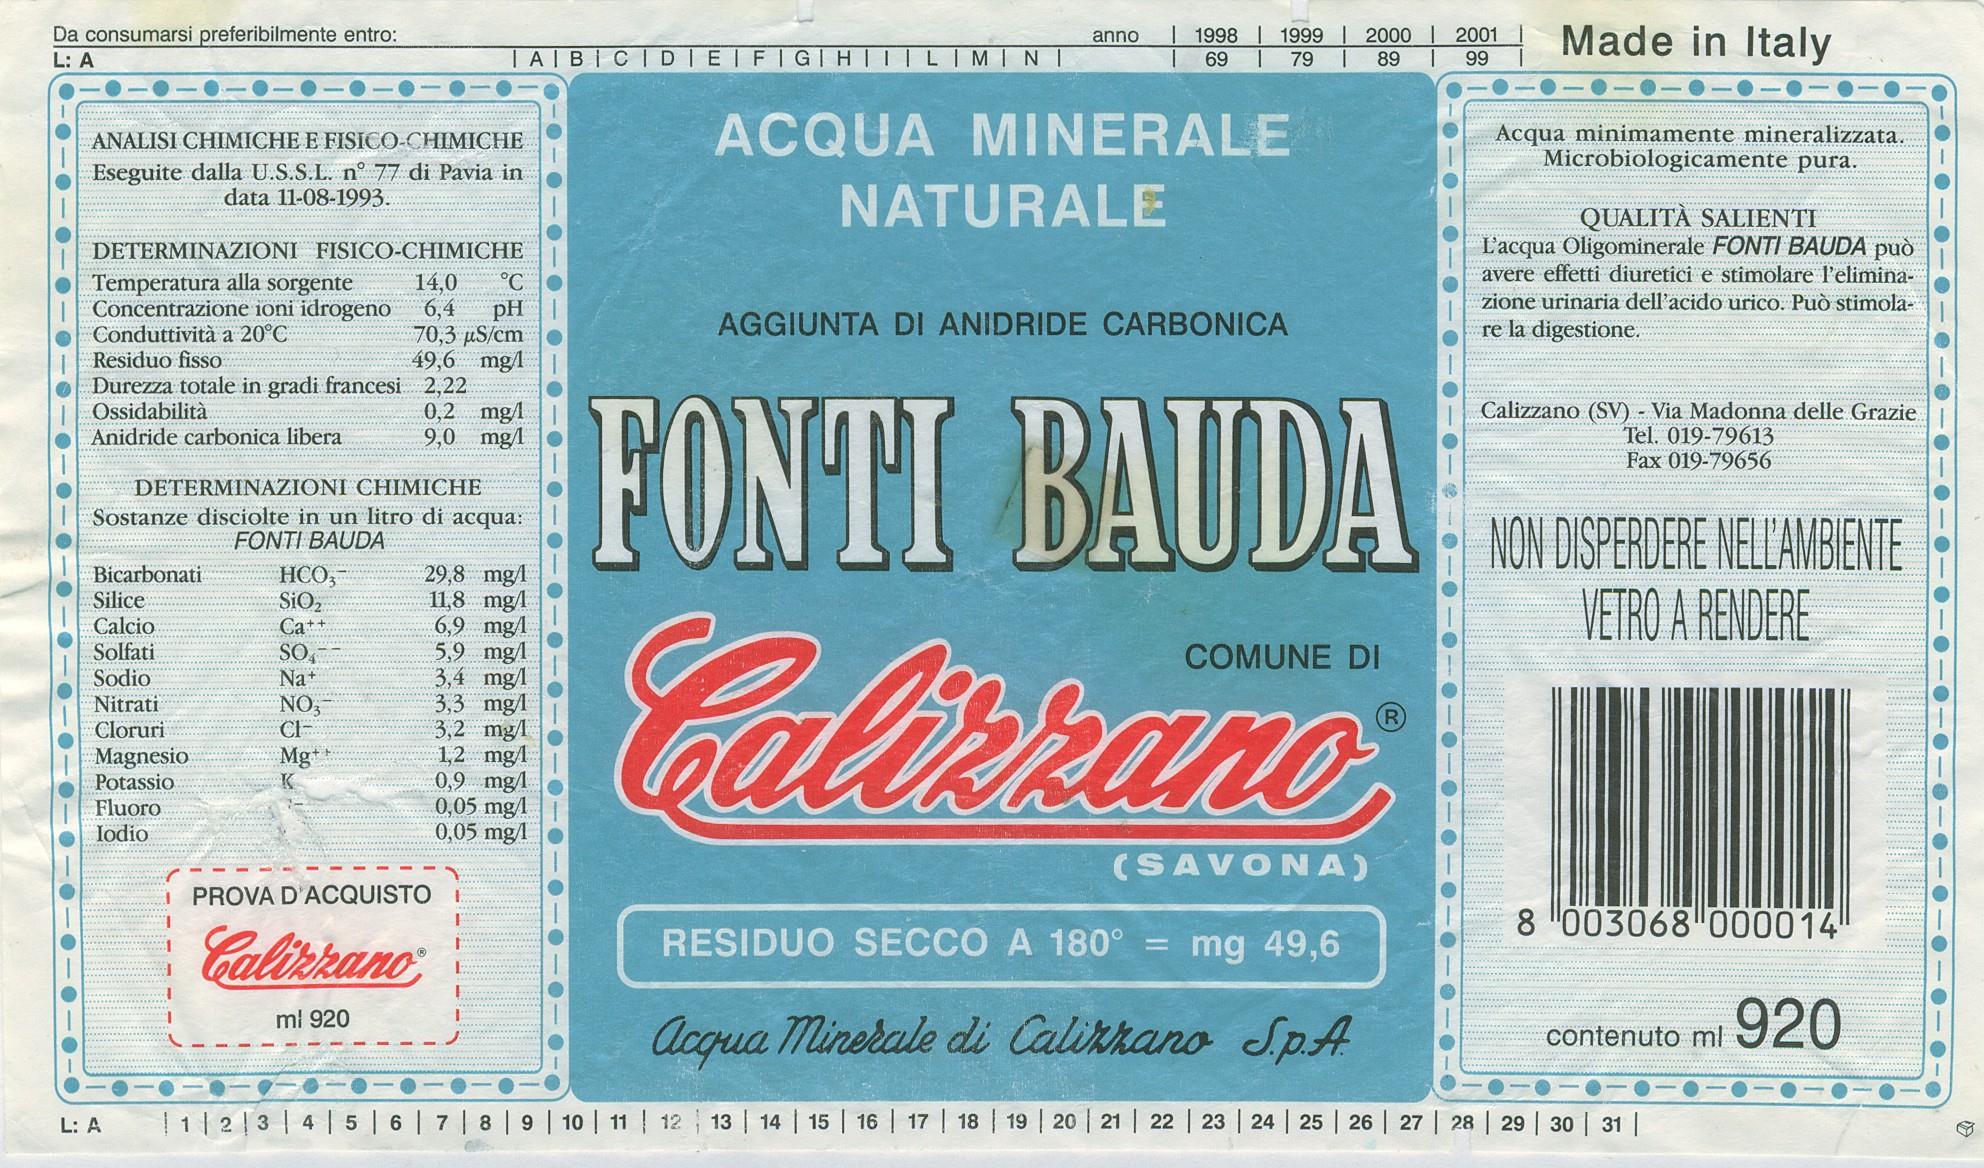 Da consumarsi preferibilmente entro:
anno | 1998 | 1999 | 2000 | 2001 |
L: A | A | B | C | D | E | F | G | H | I | | L | M | N | | 69 | 79 | 89 | 99 |
Made in Italy
ANALISI CHIMICHE E FISICO-CHIMICHE
Eseguite dalla U.S.S.L. n° 77 di Pavia in
data 11-08-1993.
DETERMINAZIONI FISICO-CHIMICHE
Temperatura alla sorgente 14,0 °C
Concentrazione ioni idrogeno 6,4 pH
Conduttività a 20°C 70,3 µS/cm
Residuo fisso 49,6 mg/l
Durezza totale in gradi francesi 2,22
Ossidabilità 0,2 mg/l
Anidride carbonica libera 9,0 mg/l
DETERMINAZIONI CHIMICHE
Sostanze disciolte in un litro di acqua:
FONTI BAUDA
Bicarbonati HCO₃⁻ 29,8 mg/l
Silice SiO₂ 11,8 mg/l
Calcio Ca⁺⁺ 6,9 mg/l
Solfati SO₄⁻⁻ 5,9 mg/l
Sodio Na⁺ 3,4 mg/l
Nitrati NO₃⁻ 3,3 mg/l
Cloruri Cl⁻ 3,2 mg/l
Magnesio Mg⁺⁺ 1,2 mg/l
Potassio K 0,9 mg/l
Fluoro 0,05 mg/l
Iodio 0,05 mg/l
PROVA D'ACQUISTO
Calizzano®
ml 920
ACQUA MINERALE
NATURALE
AGGIUNTA DI ANIDRIDE CARBONICA
FONTI BAUDA
COMUNE DI
Calizzano®
(SAVONA)
RESIDUO SECCO A 180° = mg 49,6
Acqua Minerale di Calizzano S.p.A.
Acqua minimamente mineralizzata.
Microbiologicamente pura.
QUALITÀ SALIENTI
L'acqua Oligominerale FONTI BAUDA può
avere effetti diuretici e stimolare l'elimina-
zione urinaria dell'acido urico. Può stimola-
re la digestione.
Calizzano (SV) - Via Madonna delle Grazie
Tel. 019-79613
Fax 019-79656
NON DISPERDERE NELL'AMBIENTE
VETRO A RENDERE
8 003068 000014
contenuto ml 920
L: A | 1 | 2 | 3 | 4 | 5 | 6 | 7 | 8 | 9 | 10 | 11 | 12 | 13 | 14 | 15 | 16 | 17 | 18 | 19 | 20 | 21 | 22 | 23 | 24 | 25 | 26 | 27 | 28 | 29 | 30 | 31 |